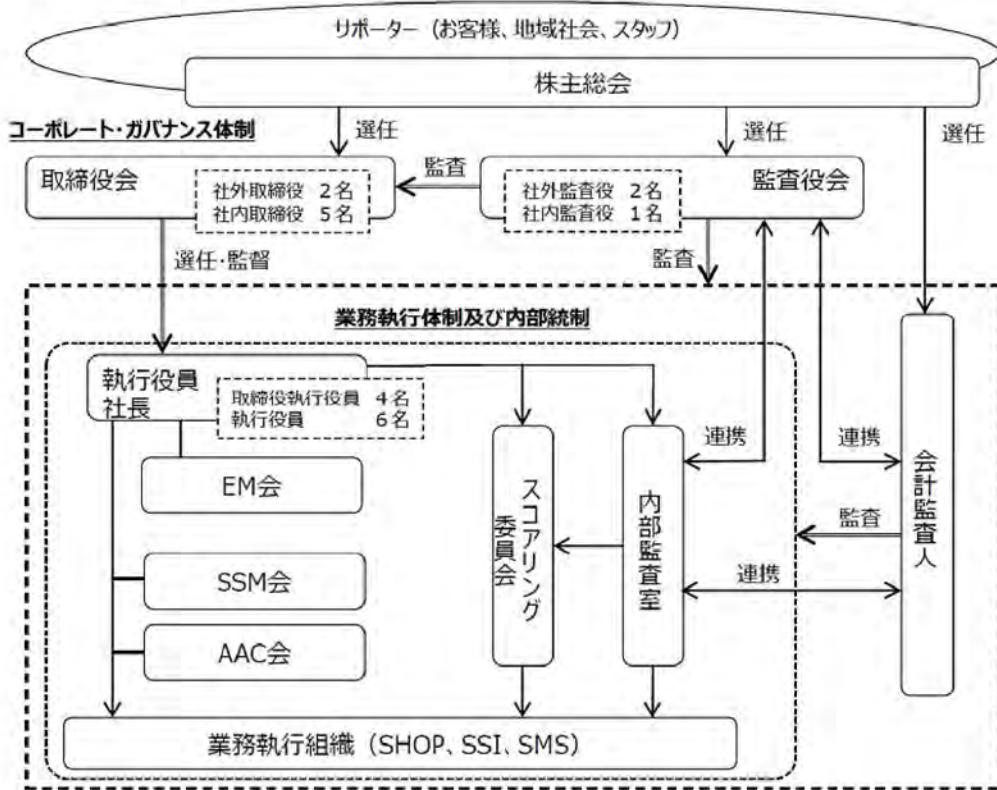 リポーター（お客様、地域社会、スタッフ）
株主総会
コーポレート・ガバナンス体制
選任
選任
選任
取締役会
社外取締役 2名
社内取締役 5名
監査
監査役会
社外監査役 2名
社内監査役 1名
選任・監督
監査
業務執行体制及び内部統制
執行役員
社長
取締役執行役員 4名
執行役員 6名
連携
連携
EM会
スコアリング
委員会
内部監査室
会計監査人
監査
SSM会
連携
AAC会
業務執行組織（SHOP、SSI、SMS）